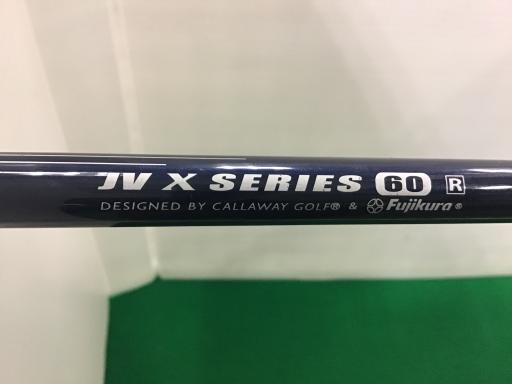 JV X SERIES 60 R
DESIGNED BY CALLAWAY GOLF® & Fujikura®